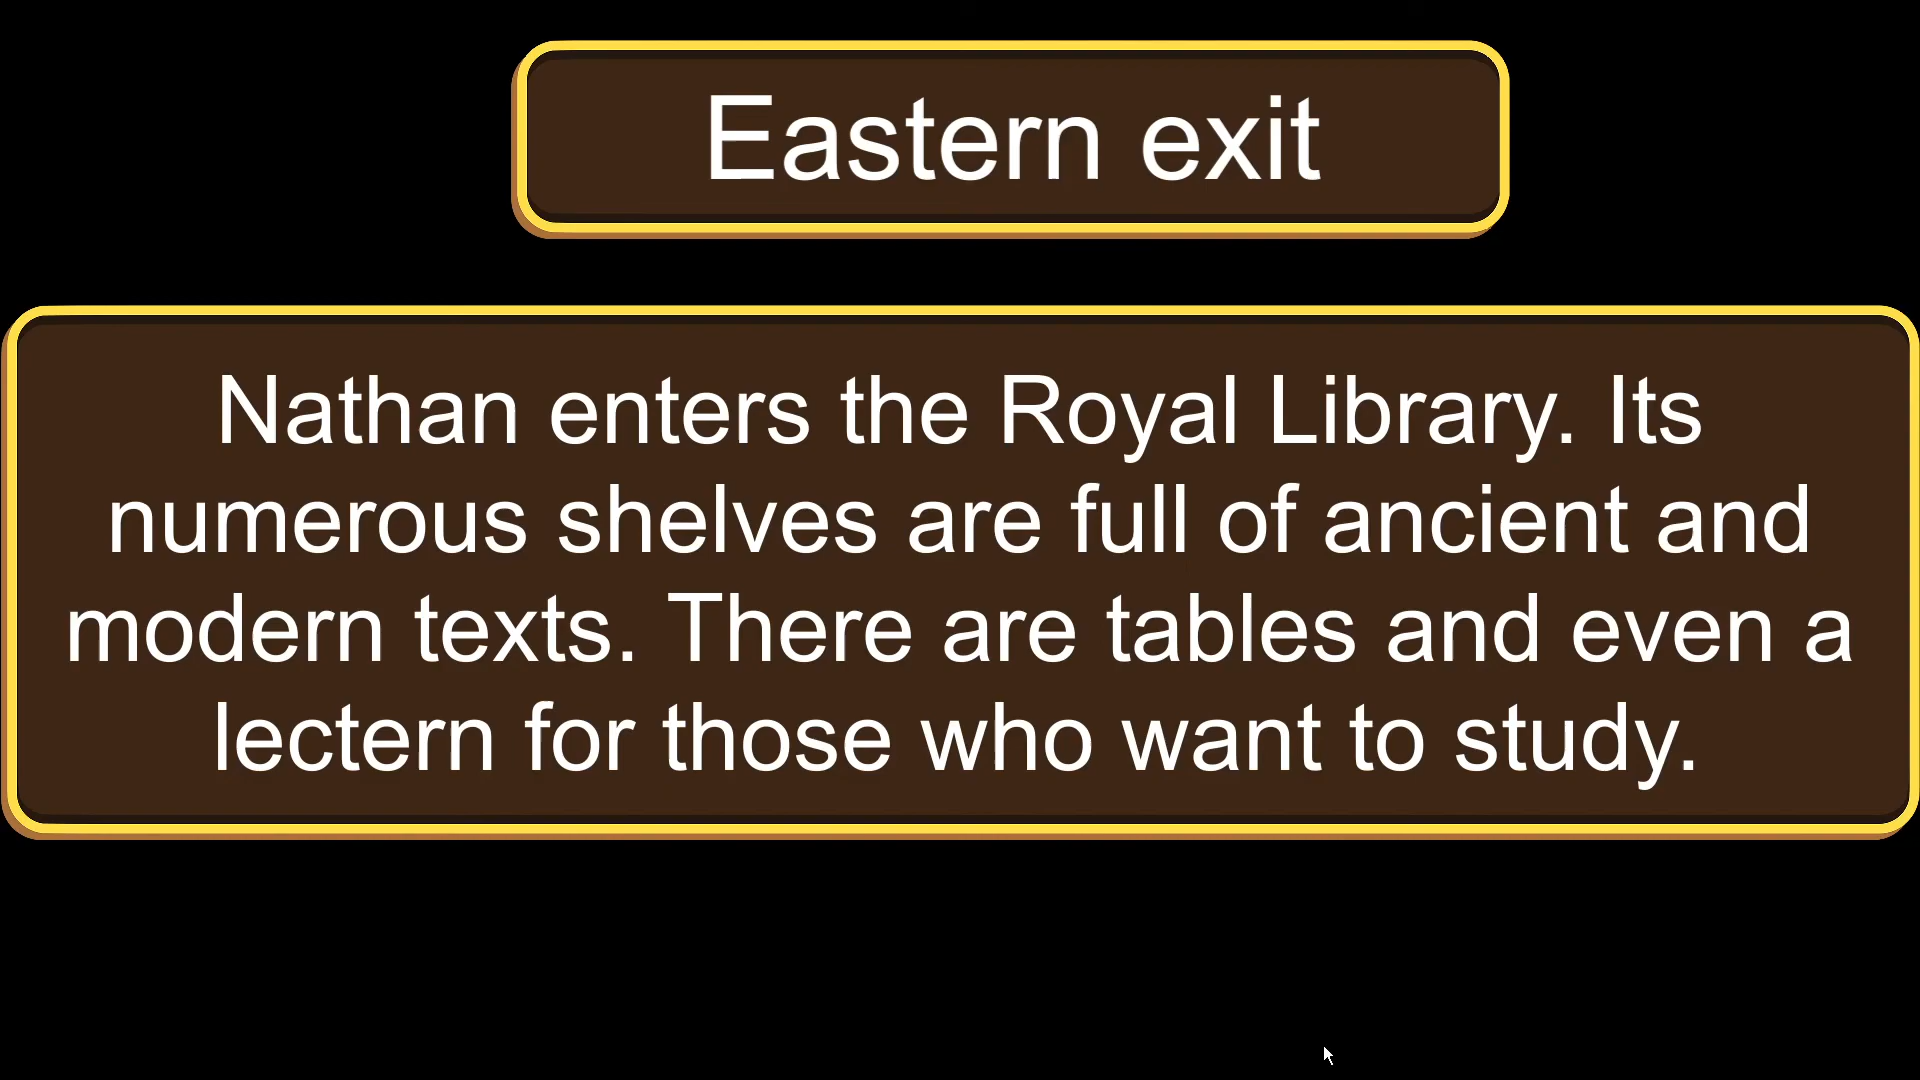 Eastern exit
Nathan enters the Royal Library. Its
numerous shelves are full of ancient and
modern texts. There are tables and even a
lectern for those who want to study.